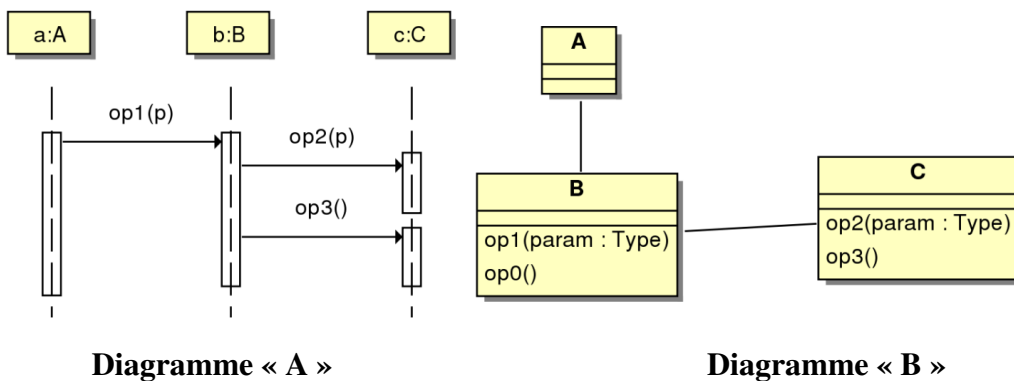 a:A
b:B
c:C
op1(p)
op2(p)
op3()
A
B
op1(param : Type)
op0()
C
op2(param : Type)
op3()
Diagramme « A »
Diagramme « B »